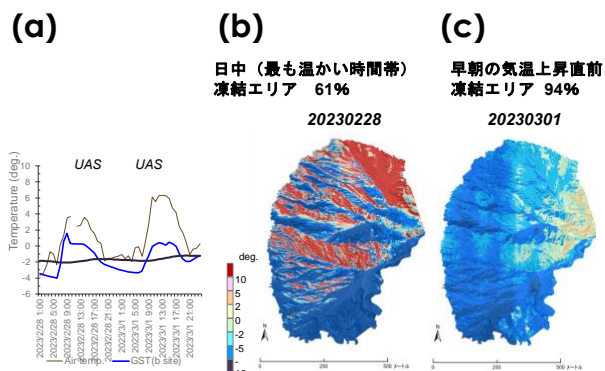 (a)
(b)
(c)
日中（最も温かい時間帯）
凍結エリア 61%
早朝の気温上昇直前
凍結エリア 94%
20230228
20230301
UAS
UAS
Temperature (deg.)
10
8
6
4
2
0
-2
-4
-6
2023/2/28 1:00
2023/2/28 5:00
2023/2/28 9:00
2023/2/28 13:00
2023/2/28 17:00
2023/2/28 21:00
2023/3/1 1:00
2023/3/1 5:00
2023/3/1 9:00
2023/3/1 13:00
2023/3/1 17:00
2023/3/1 21:00
Air temp.
GST(b site)
deg.
10
5
2
0
-2
-5
N
0
500 メートル
N
0
500 メートル